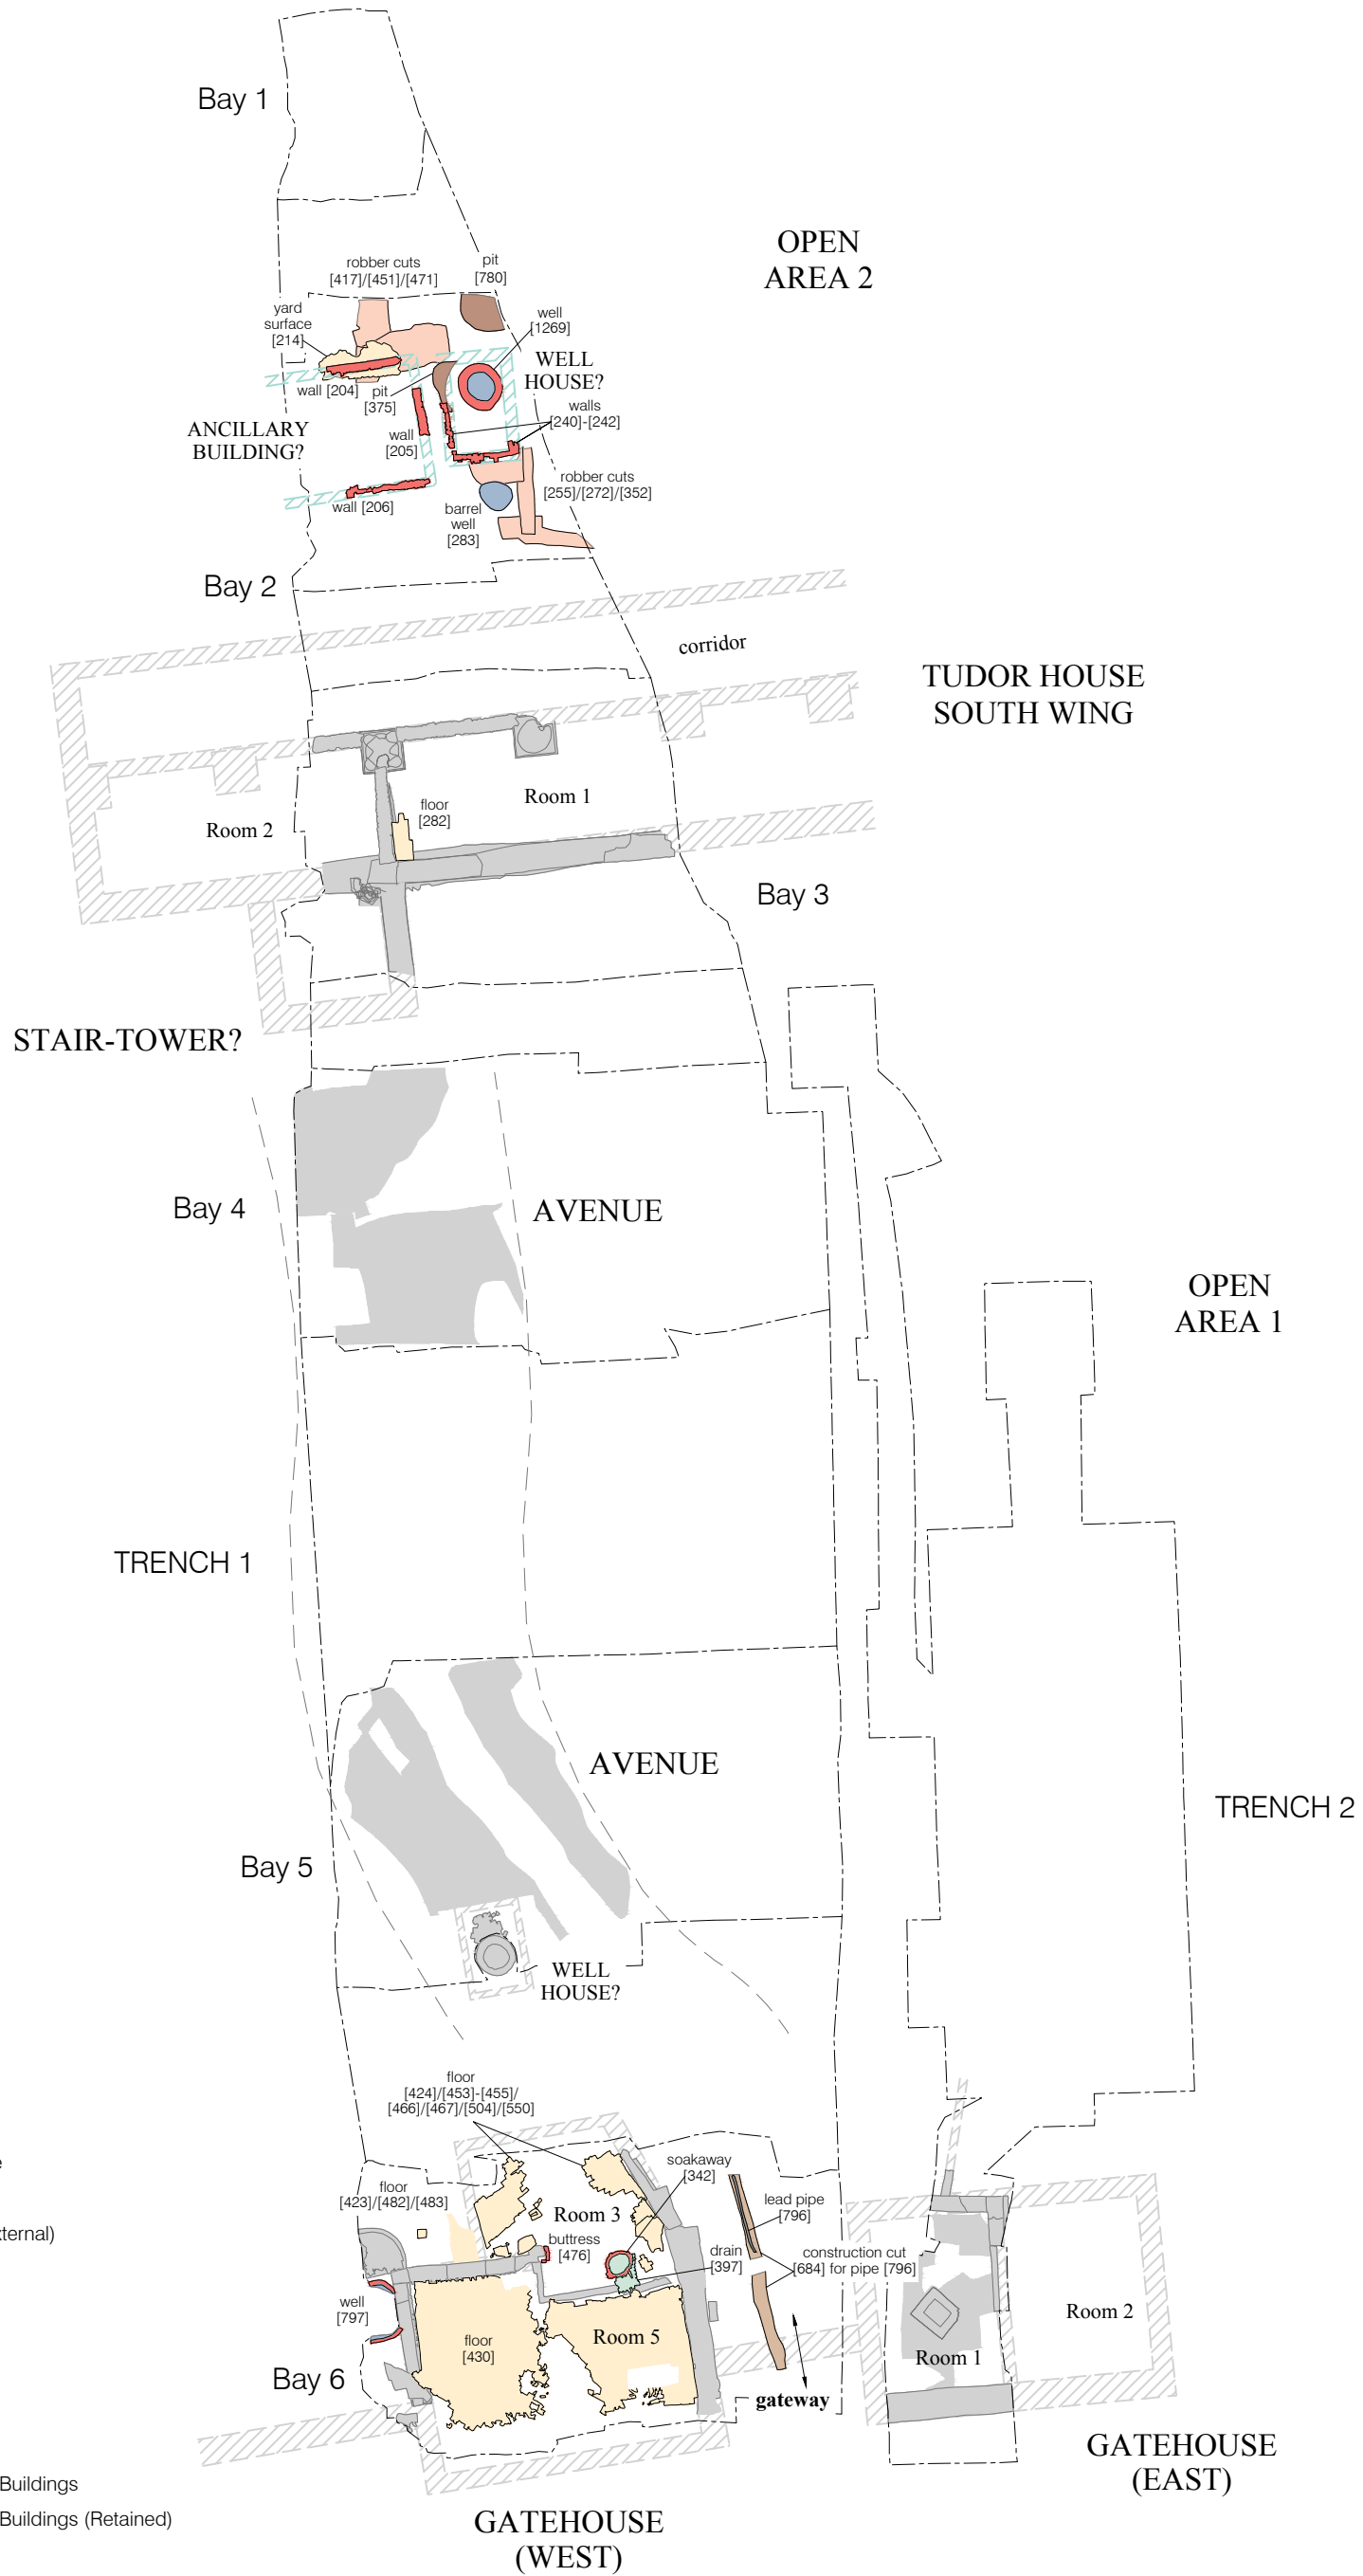 Bay 1
OPEN
AREA 2
robber cuts
[417]/[451]/[471]
pit
[780]
yard
surface
[214]
well
[1269]
WELL
HOUSE?
wall [204]
pit
[375]
walls
[240]-[242]
ANCILLARY
BUILDING?
wall
[205]
robber cuts
[255]/[272]/[352]
wall [206]
barrel
well
[283]
Bay 2
corridor
TUDOR HOUSE
SOUTH WING
Room 1
floor
[282]
Room 2
Bay 3
STAIR-TOWER?
Bay 4
AVENUE
OPEN
AREA 1
TRENCH 1
AVENUE
TRENCH 2
Bay 5
WELL
HOUSE?
floor
[424]/[453]-[455]/
[466]/[467]/[504]/[550]
soakaway
[342]
floor
[423]/[482]/[483]
Room 3
lead pipe
[796]
buttress
[476]
drain
[397]
construction cut
[684] for pipe [796]
well
[797]
floor
[430]
Room 5
Room 2
Room 1
Bay 6
gateway
GATEHOUSE
(EAST)
Buildings
Buildings (Retained)
GATEHOUSE
(WEST)